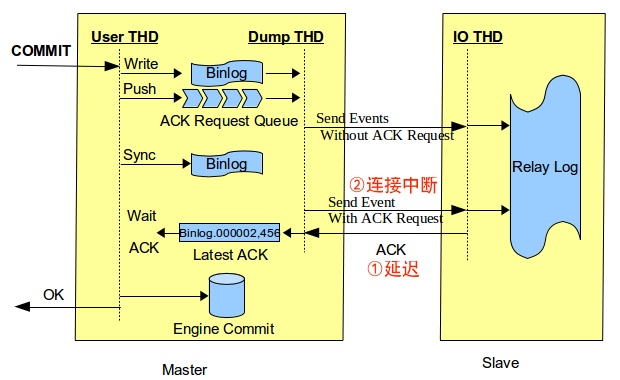 User THD
Dump THD
IO THD
COMMIT
Write
Binlog
Push
ACK Request Queue
Send Events
Without ACK Request
Sync
Binlog
Relay Log
②连接中断
Send Event
With ACK Request
Wait
ACK
Binlog.000002,456
Latest ACK
ACK
①延迟
OK
Engine Commit
Master
Slave